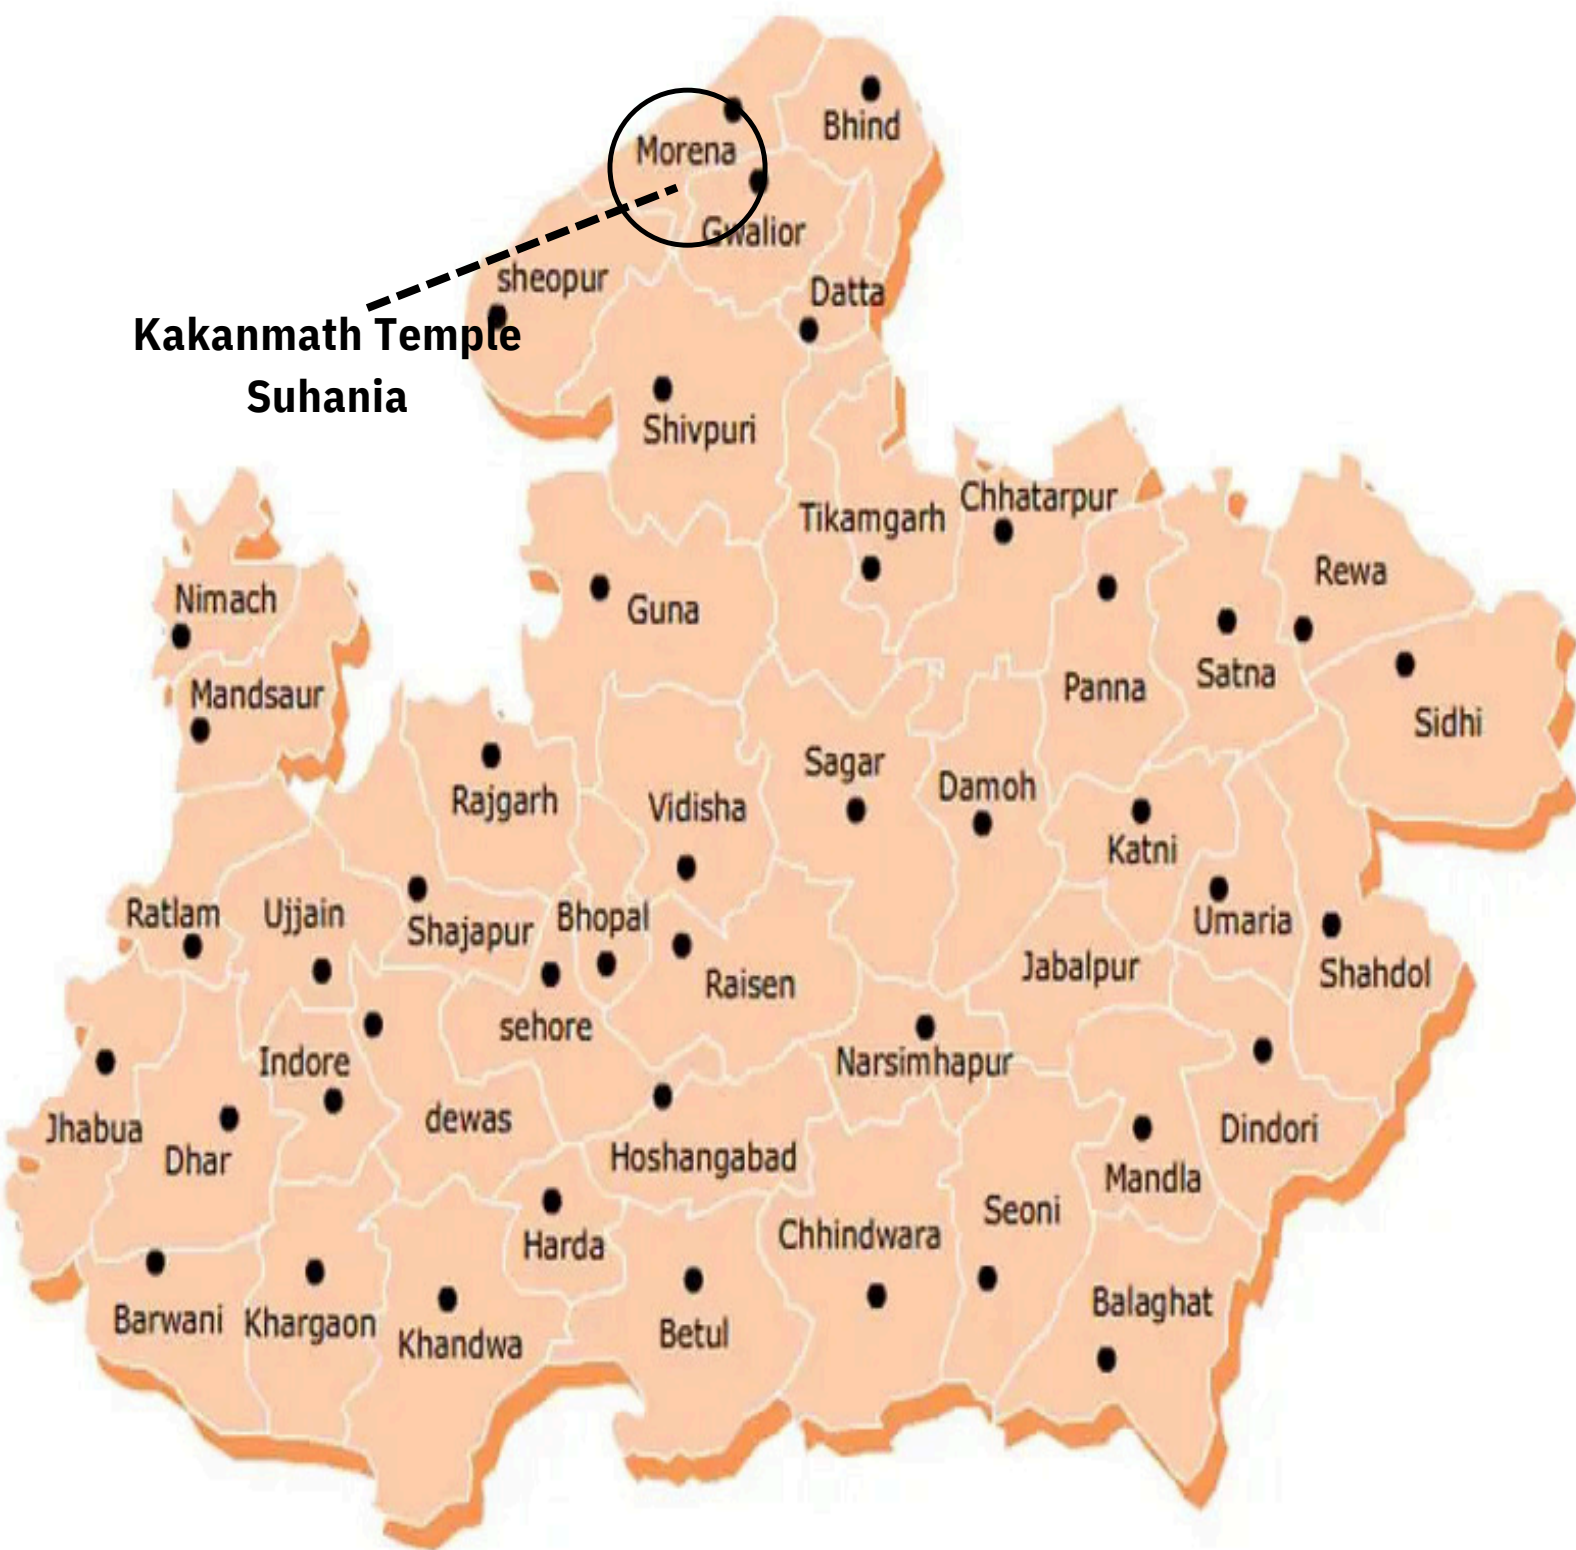 Bhind
Morena
Gwalior
sheopur
Datta
Kakanmath Temple
Suhania
Shivpuri
Chhatarpur
Tikamgarh
Rewa
Nimach
Guna
Satna
Panna
Mandsaur
Sidhi
Sagar
Damoh
Rajgarh
Vidisha
Katni
Ratlam
Ujjain
Shajapur
Bhopal
Umaria
Jabalpur
Shahdol
Raisen
sehore
Indore
Narsimhapur
dewas
Jhabua
Dhar
Hoshangabad
Dindori
Mandla
Seoni
Chhindwara
Harda
Balaghat
Barwani
Khargaon
Khandwa
Betul